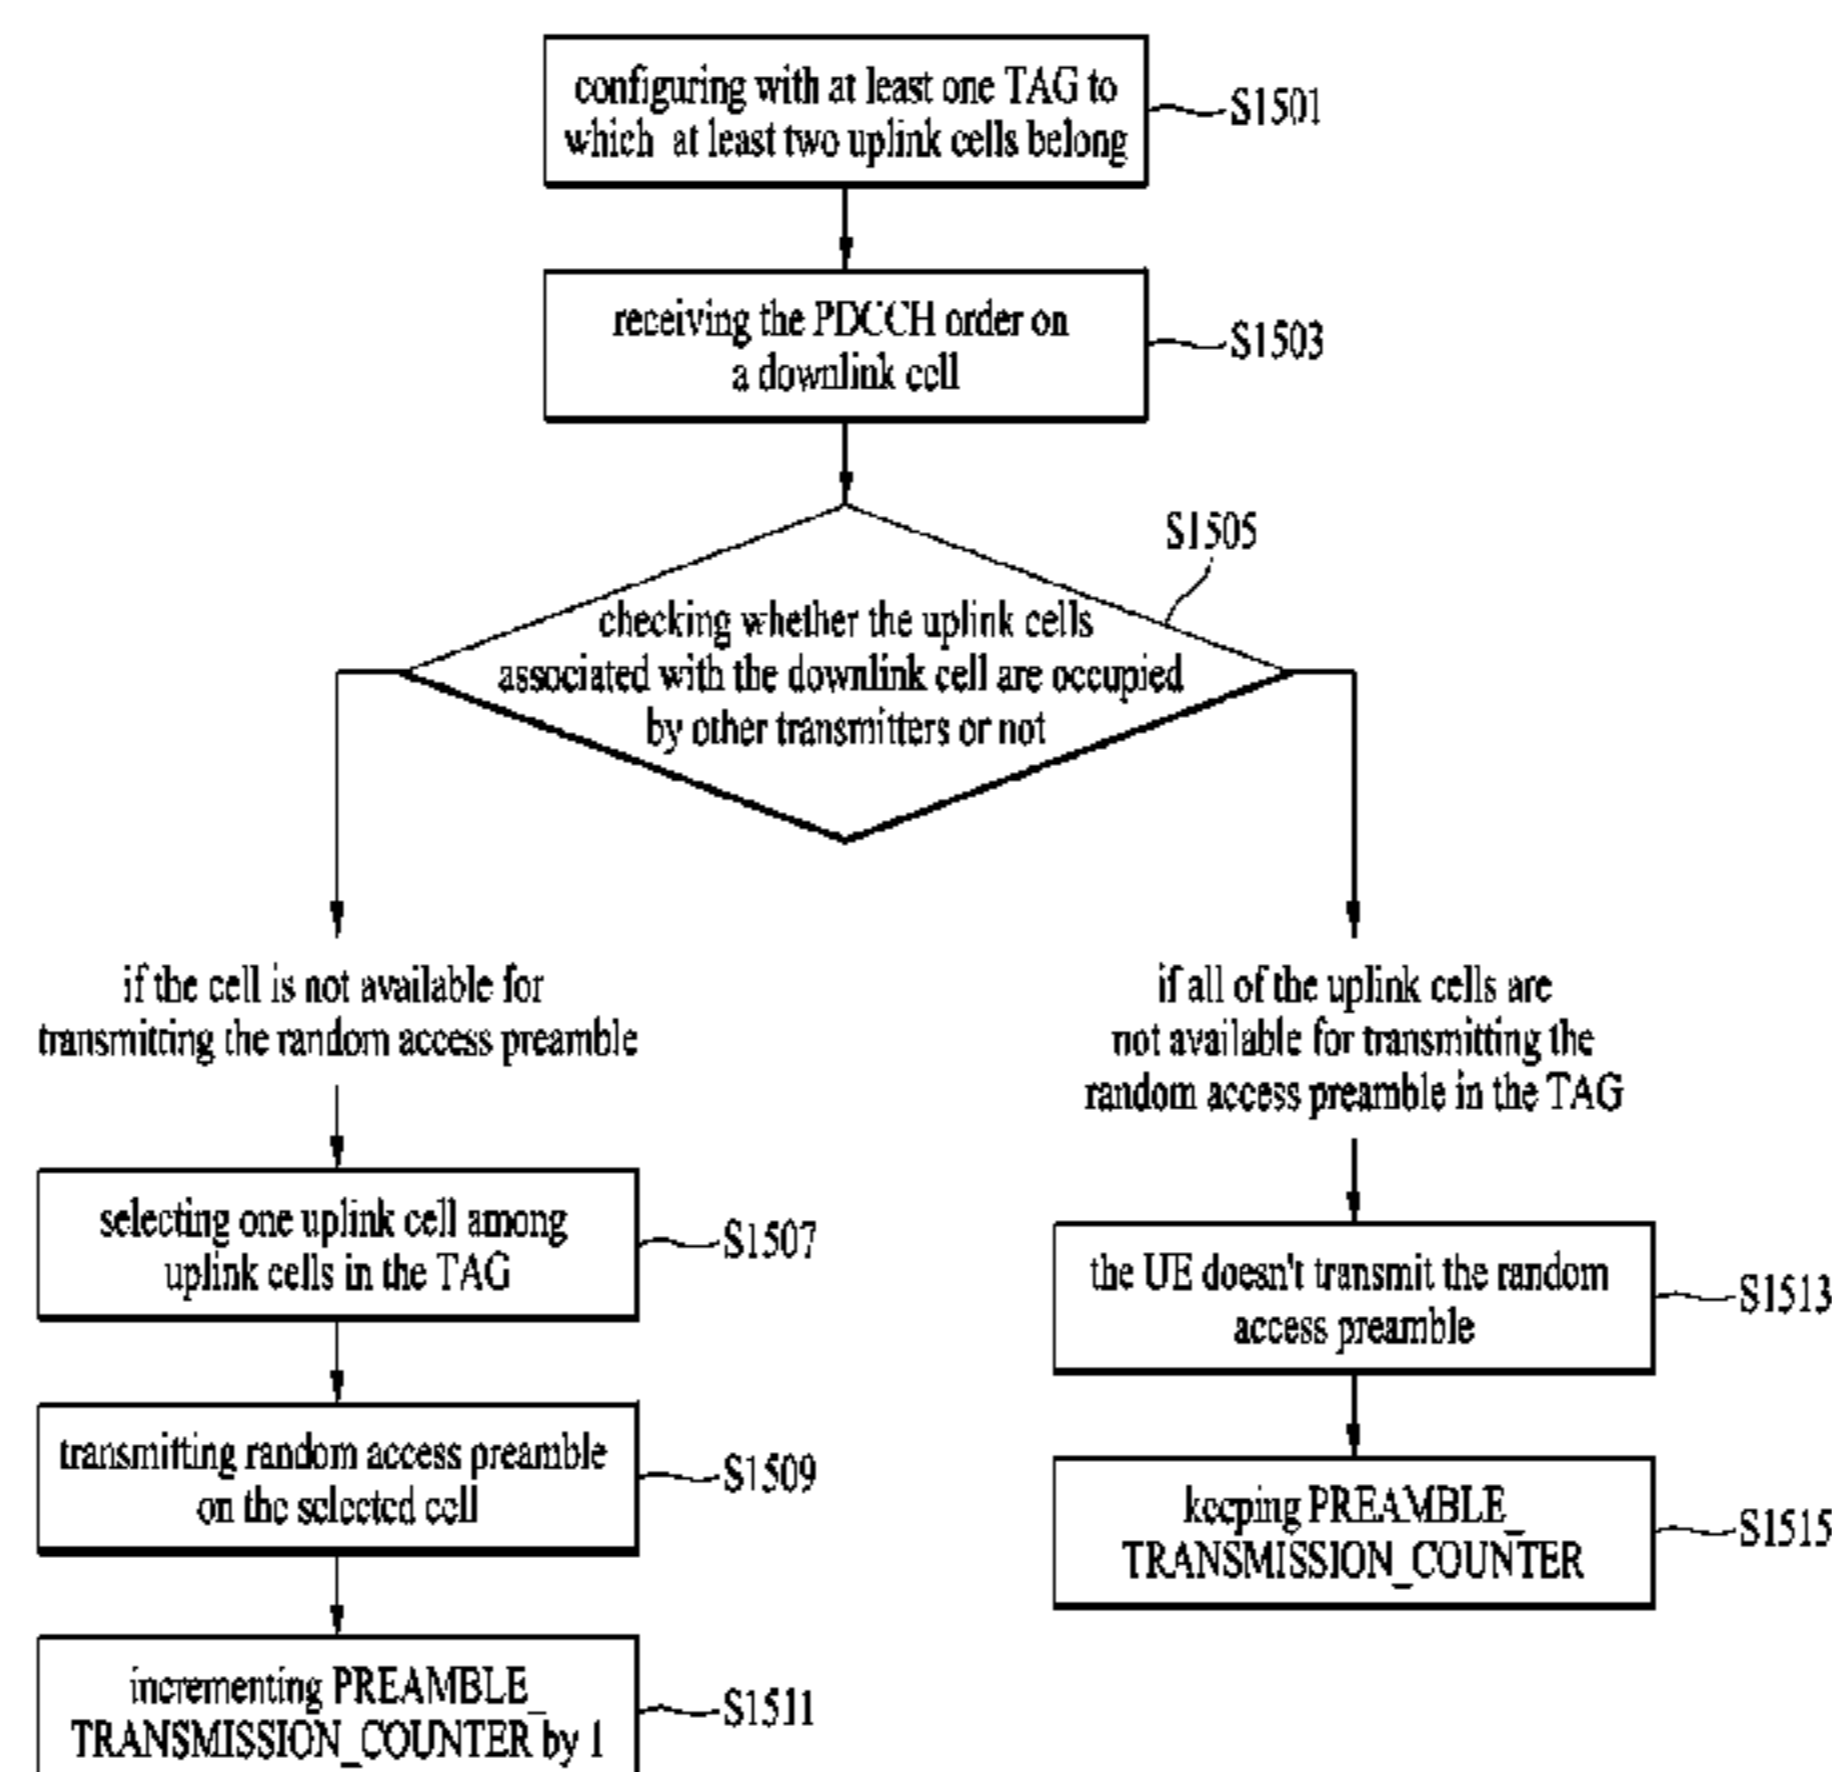 configuring with at least one TAG to
which at least two uplink cells belong
S1501
receiving the PDCCH order on
a downlink cell
S1503
S1505
checking whether the uplink cells
associated with the downlink cell are occupied
by other transmitters or not
if the cell is not available for
transmitting the random access preamble
if all of the uplink cells are
not available for transmitting the
random access preamble in the TAG
selecting one uplink cell among
uplink cells in the TAG
S1507
the UE doesn't transmit the random
access preamble
S1513
transmitting random access preamble
on the selected cell
S1509
keeping PREAMBLE_
TRANSMISSION_COUNTER
S1515
incrementing PREAMBLE_
TRANSMISSION_COUNTER by 1
S1511